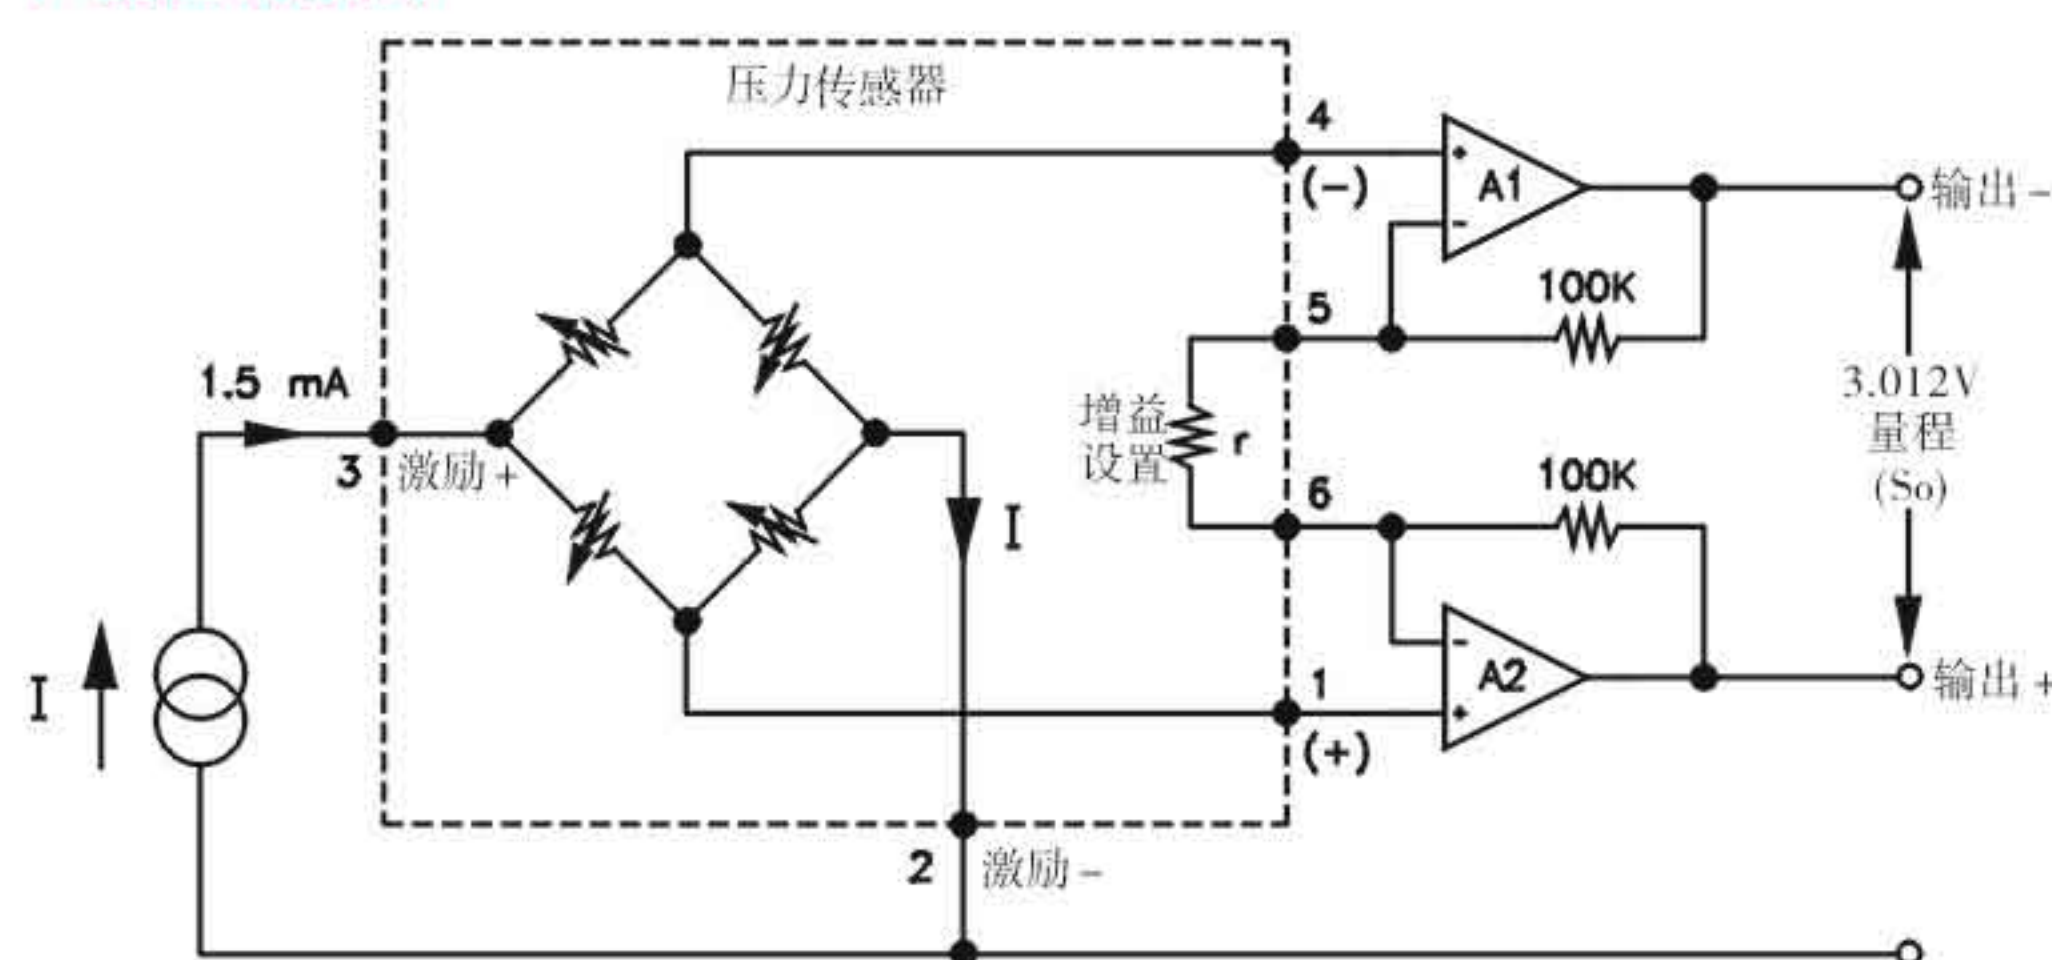 压力传感器
4
(-)
+
A1
-
输出 -
100K
5
1.5 mA
3
激励 +
增益
设置
r
3.012V
量程
(So)
6
100K
I
I
-
A2
+
1
(+)
输出 +
2
激励 -